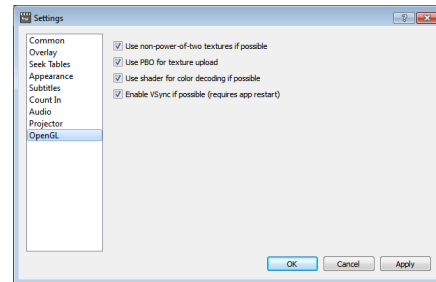 Settings
Common
Overlay
Seek Tables
Appearance
Subtitles
Count In
Audio
Projector
OpenGL
Use non-power-of-two textures if possible
Use PBO for texture upload
Use shader for color decoding if possible
Enable VSync if possible (requires app restart)
OK
Cancel
Apply